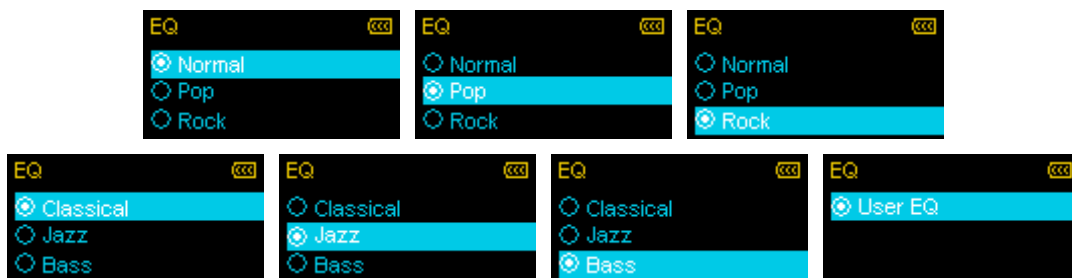 EQ
Normal
Pop
Rock
EQ
Normal
Pop
Rock
EQ
Normal
Pop
Rock
EQ
Classical
Jazz
Bass
EQ
Classical
Jazz
Bass
EQ
Classical
Jazz
Bass
EQ
User EQ